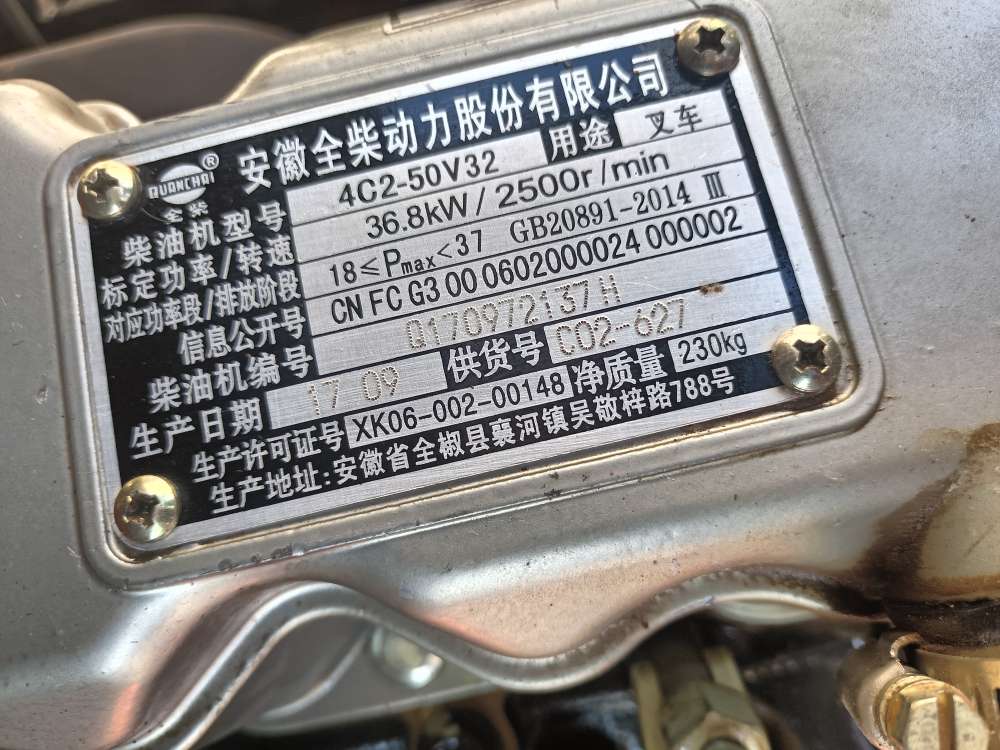 QUANCHAI ® 安徽全柴动力股份有限公司
全柴
柴油机型号 4C2-50V32 用途 叉车
标定功率/转速 36.8kW/2500r/min
对应功率段/排放阶段 18≤Pmax<37 GB20891-2014 Ⅲ
信息公开号 CN FC G3 00 0602000024 000002
柴油机编号 Q170972137H
生产日期 17 09 供货号 C02-627
生产许可证号 XK06-002-00148 净质量 230kg
生产地址:安徽省全椒县襄河镇吴敬梓路788号